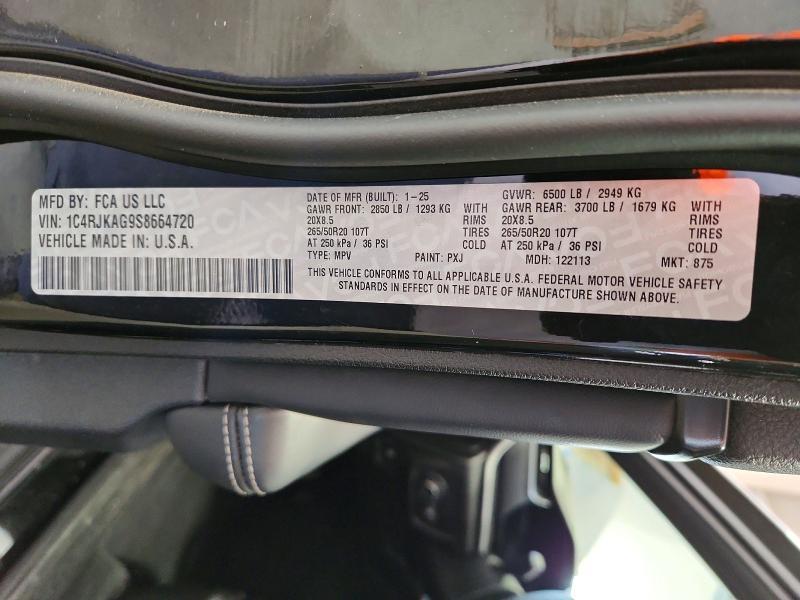 MFD BY: FCA US LLC
VIN: 1C4RJKAG9S8664720
VEHICLE MADE IN: U.S.A.
DATE OF MFR (BUILT): 1-25
GAWR FRONT: 2850 LB / 1293 KG WITH
20X8.5 RIMS
265/50R20 107T TIRES
AT 250 kPa / 36 PSI COLD
TYPE: MPV PAINT: PXJ
GVWR: 6500 LB / 2949 KG
GAWR REAR: 3700 LB / 1679 KG WITH
20X8.5 RIMS
265/50R20 107T TIRES
AT 250 kPa / 36 PSI COLD
MDH: 122113 MKT: 875
THIS VEHICLE CONFORMS TO ALL APPLICABLE U.S.A. FEDERAL MOTOR VEHICLE SAFETY
STANDARDS IN EFFECT ON THE DATE OF MANUFACTURE SHOWN ABOVE.